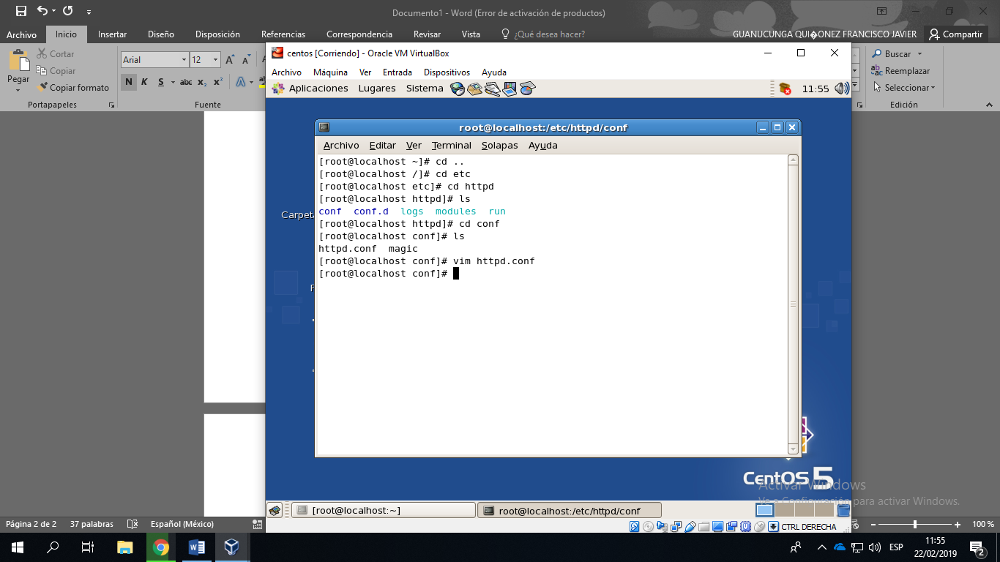 Documento1 - Word (Error de activación de productos)
Archivo Inicio Insertar Diseño Disposición Referencias Correspondencia Revisar Vista ¿Qué desea hacer? GUANUCUNGA QUI�ONEZ FRANCISCO JAVIER Compartir
Pegar
Cortar
Copiar
Copiar formato
Portapapeles
Arial 12
N K S abc x₂ x²
Fuente
Buscar
Reemplazar
Seleccionar
Edición
centos [Corriendo] - Oracle VM VirtualBox
Archivo Máquina Ver Entrada Dispositivos Ayuda
Aplicaciones Lugares Sistema 11:55
root@localhost:/etc/httpd/conf
Archivo Editar Ver Terminal Solapas Ayuda
[root@localhost ~]# cd ..
[root@localhost /]# cd etc
[root@localhost etc]# cd httpd
[root@localhost httpd]# ls
conf conf.d logs modules run
[root@localhost httpd]# cd conf
[root@localhost conf]# ls
httpd.conf magic
[root@localhost conf]# vim httpd.conf
[root@localhost conf]#
Carpeta
CentOS 5
Activar Windows
Ve a Configuración para activar Windows.
[root@localhost:~] root@localhost:/etc/httpd/conf
CTRL DERECHA
Página 2 de 2 37 palabras Español (México) 100 %
ESP
11:55
22/02/2019
2